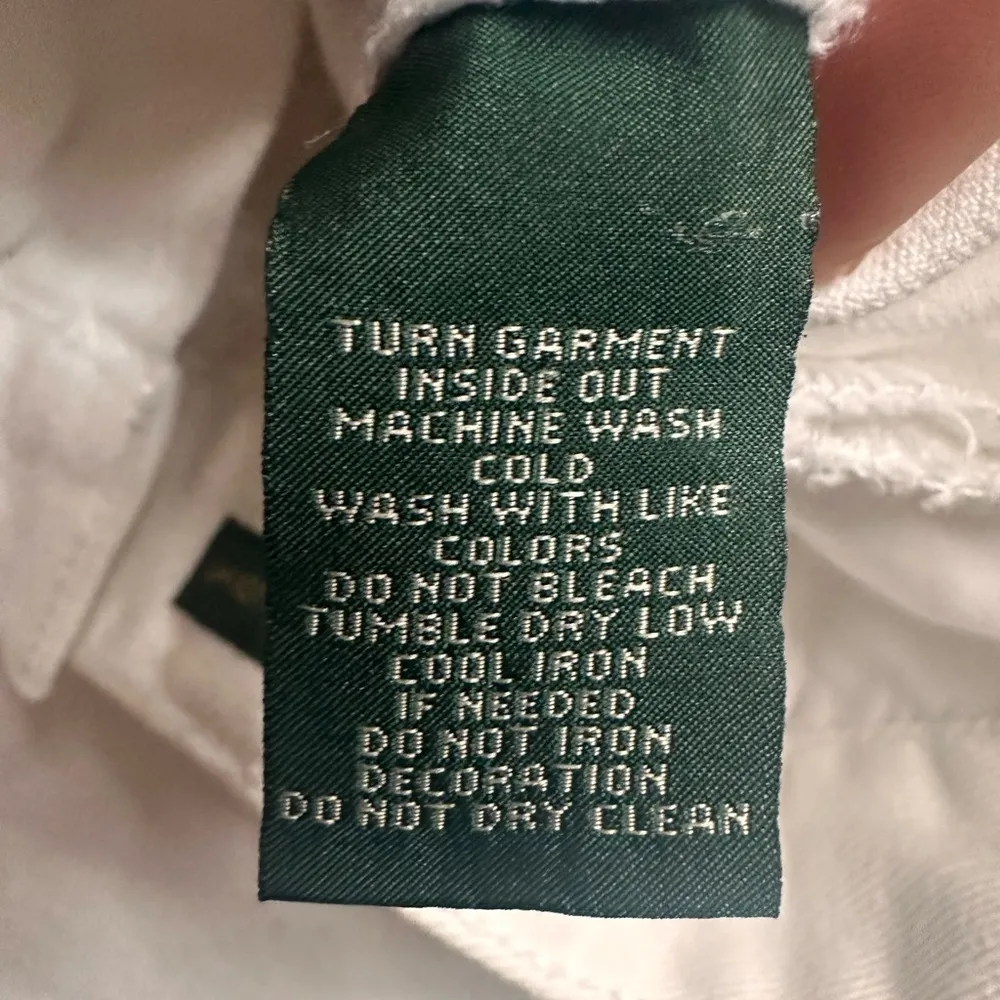 TURN GARMENT
INSIDE OUT
MACHINE WASH
COLD
WASH WITH LIKE
COLORS
DO NOT BLEACH
TUMBLE DRY LOW
COOL IRON
IF NEEDED
DO NOT IRON
DECORATION
DO NOT DRY CLEAN